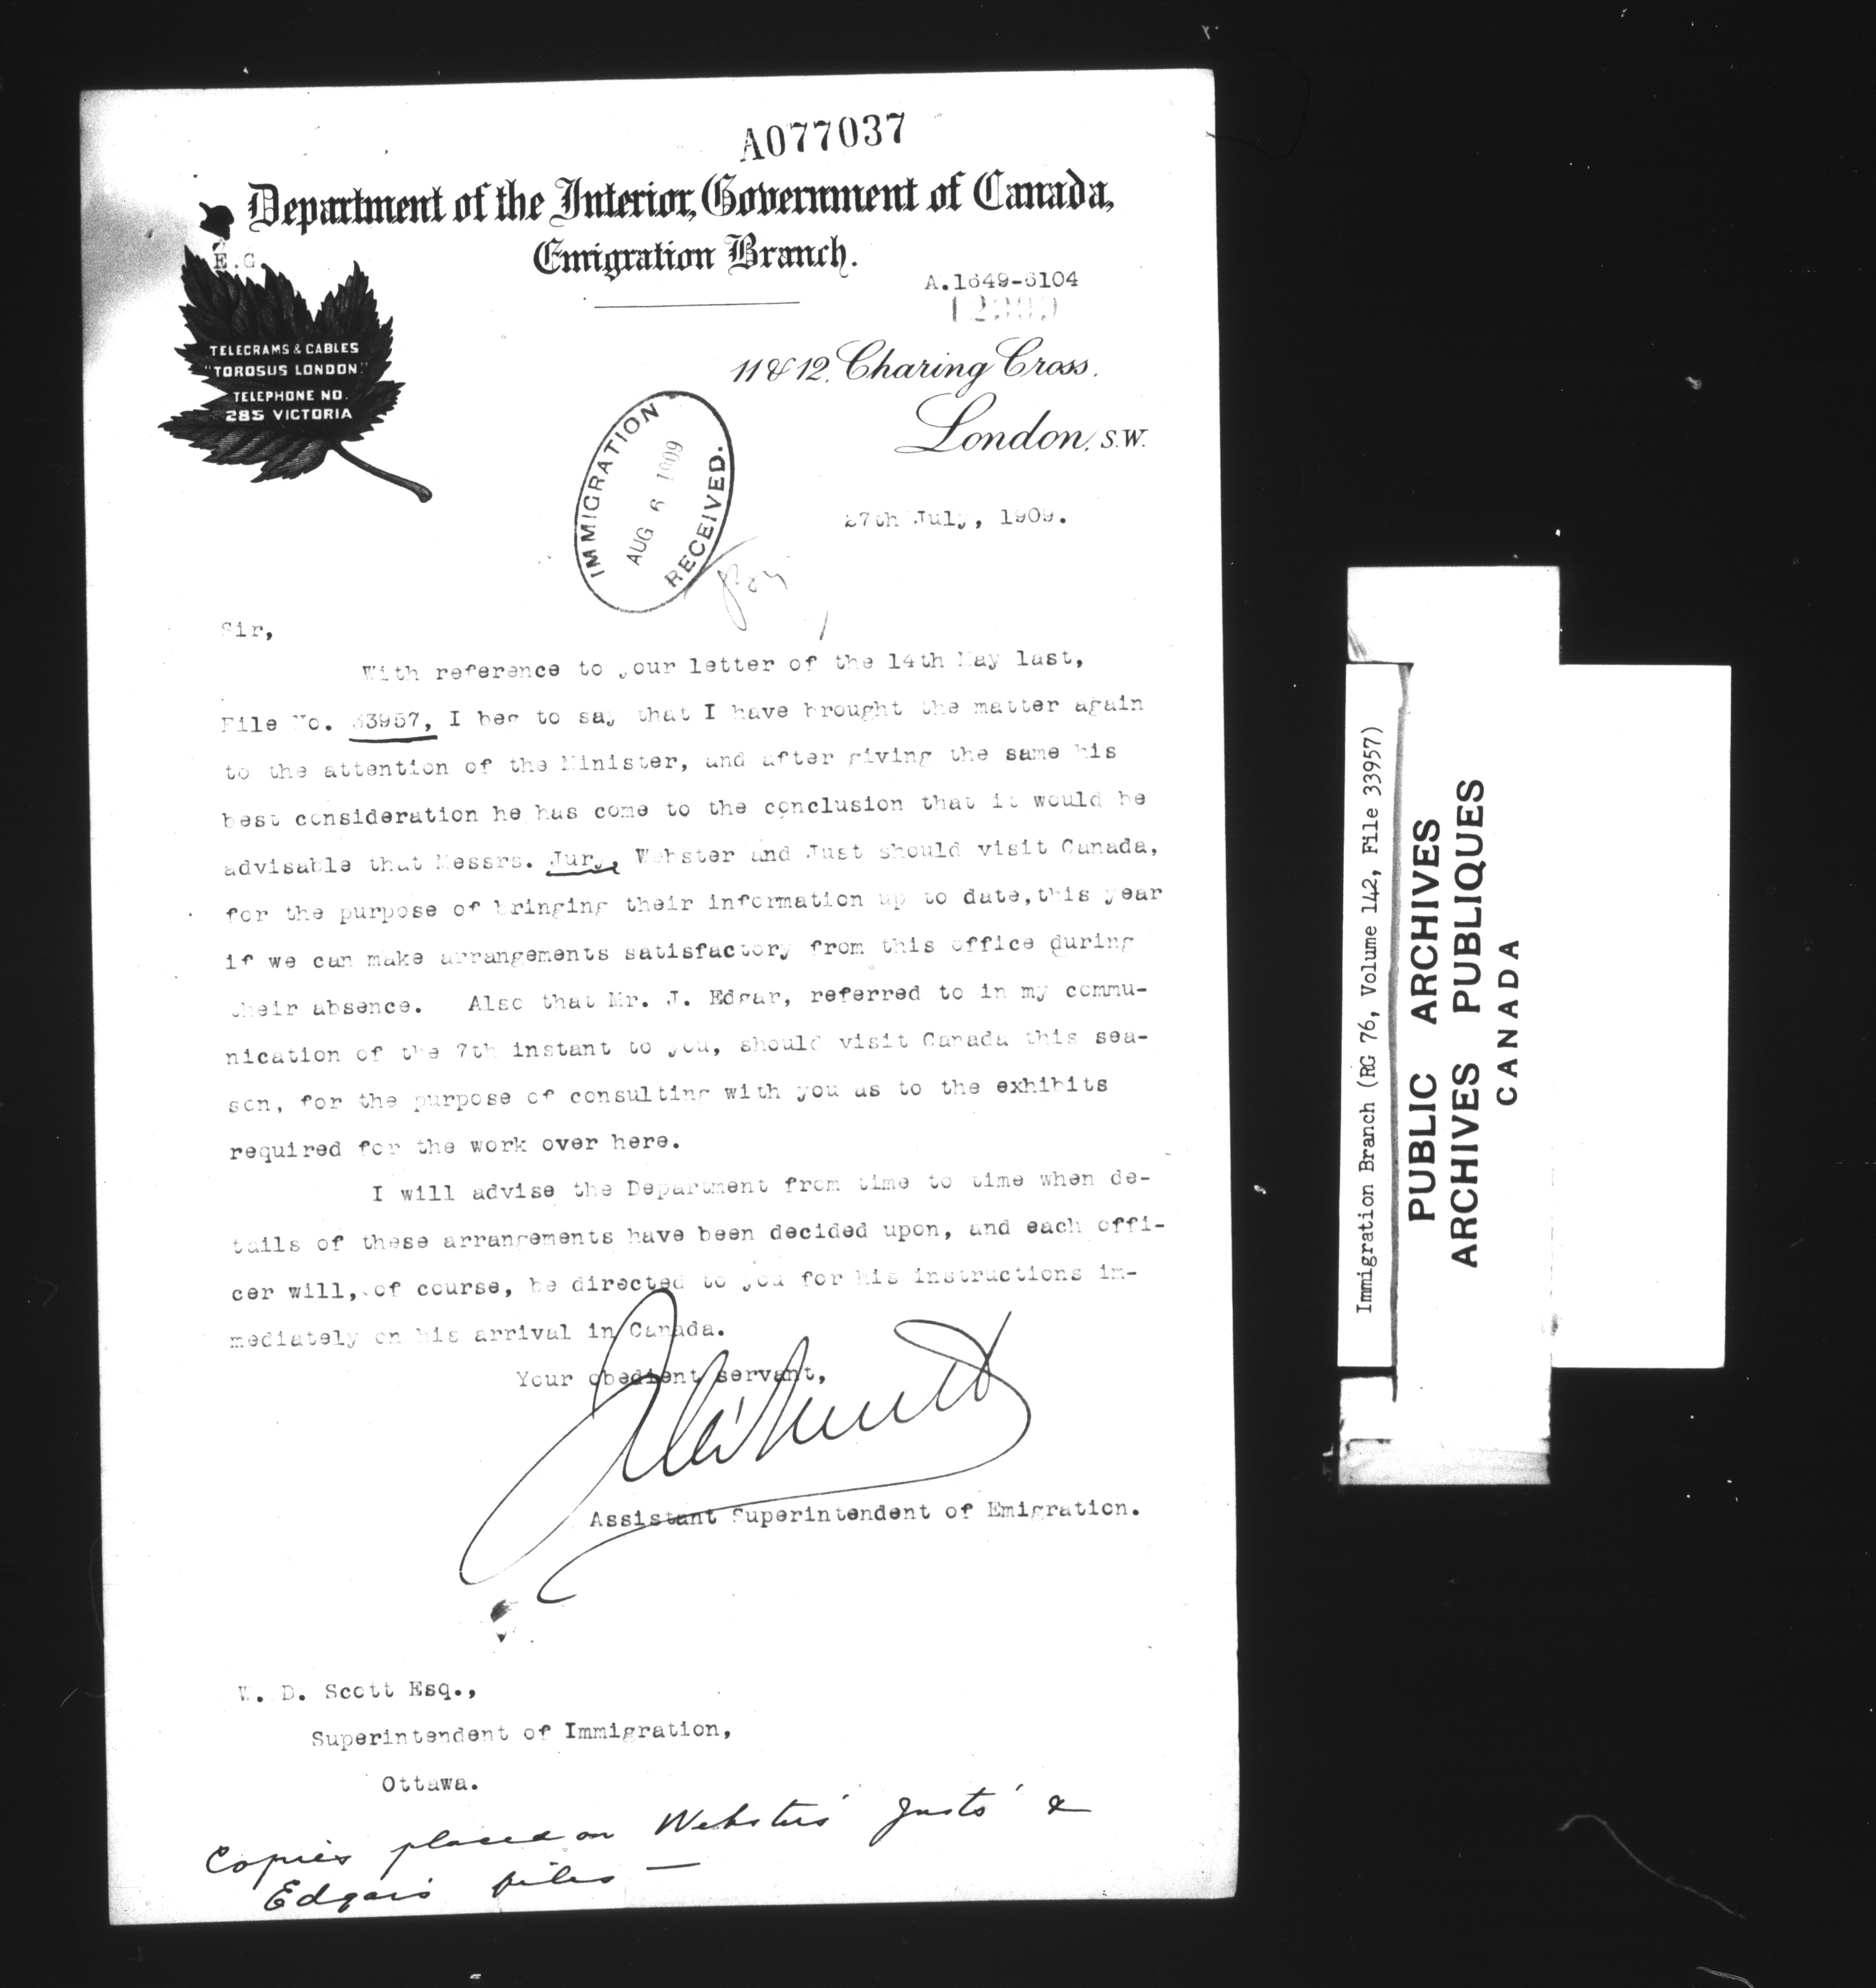 A077037
Department of the Interior, Government of Canada,
Emigration Branch.
E.G.
A.1649-6104
TELEGRAMS & CABLES
"TOROSUS LONDON."
TELEPHONE NO.
285 VICTORIA
11 & 12, Charing Cross.
London, S.W.
IMMIGRATION
AUG 6 1909
RECEIVED.
27th July, 1909.
Sir,
With reference to your letter of the 14th May last,
File No. 33957, I beg to say that I have brought the matter again
to the attention of the Minister, and after giving the same his
best consideration he has come to the conclusion that it would be
advisable that Messrs. Jury, Webster and Just should visit Canada,
for the purpose of bringing their information up to date, this year
if we can make arrangements satisfactory from this office during
their absence. Also that Mr. J. Edgar, referred to in my commu-
nication of the 7th instant to you, should visit Canada this sea-
son, for the purpose of consulting with you as to the exhibits
required for the work over here.
I will advise the Department from time to time when de-
tails of these arrangements have been decided upon, and each offi-
cer will, of course, be directed to you for his instructions im-
mediately on his arrival in Canada.
Your obedient servant,
Assistant Superintendent of Emigration.
W. D. Scott Esq.,
Superintendent of Immigration,
Ottawa.
Copies placed on Websters' Justs' &
Edgars files —
Immigration Branch (RG 76, Volume 142, File 33957)
PUBLIC ARCHIVES
ARCHIVES PUBLIQUES
CANADA